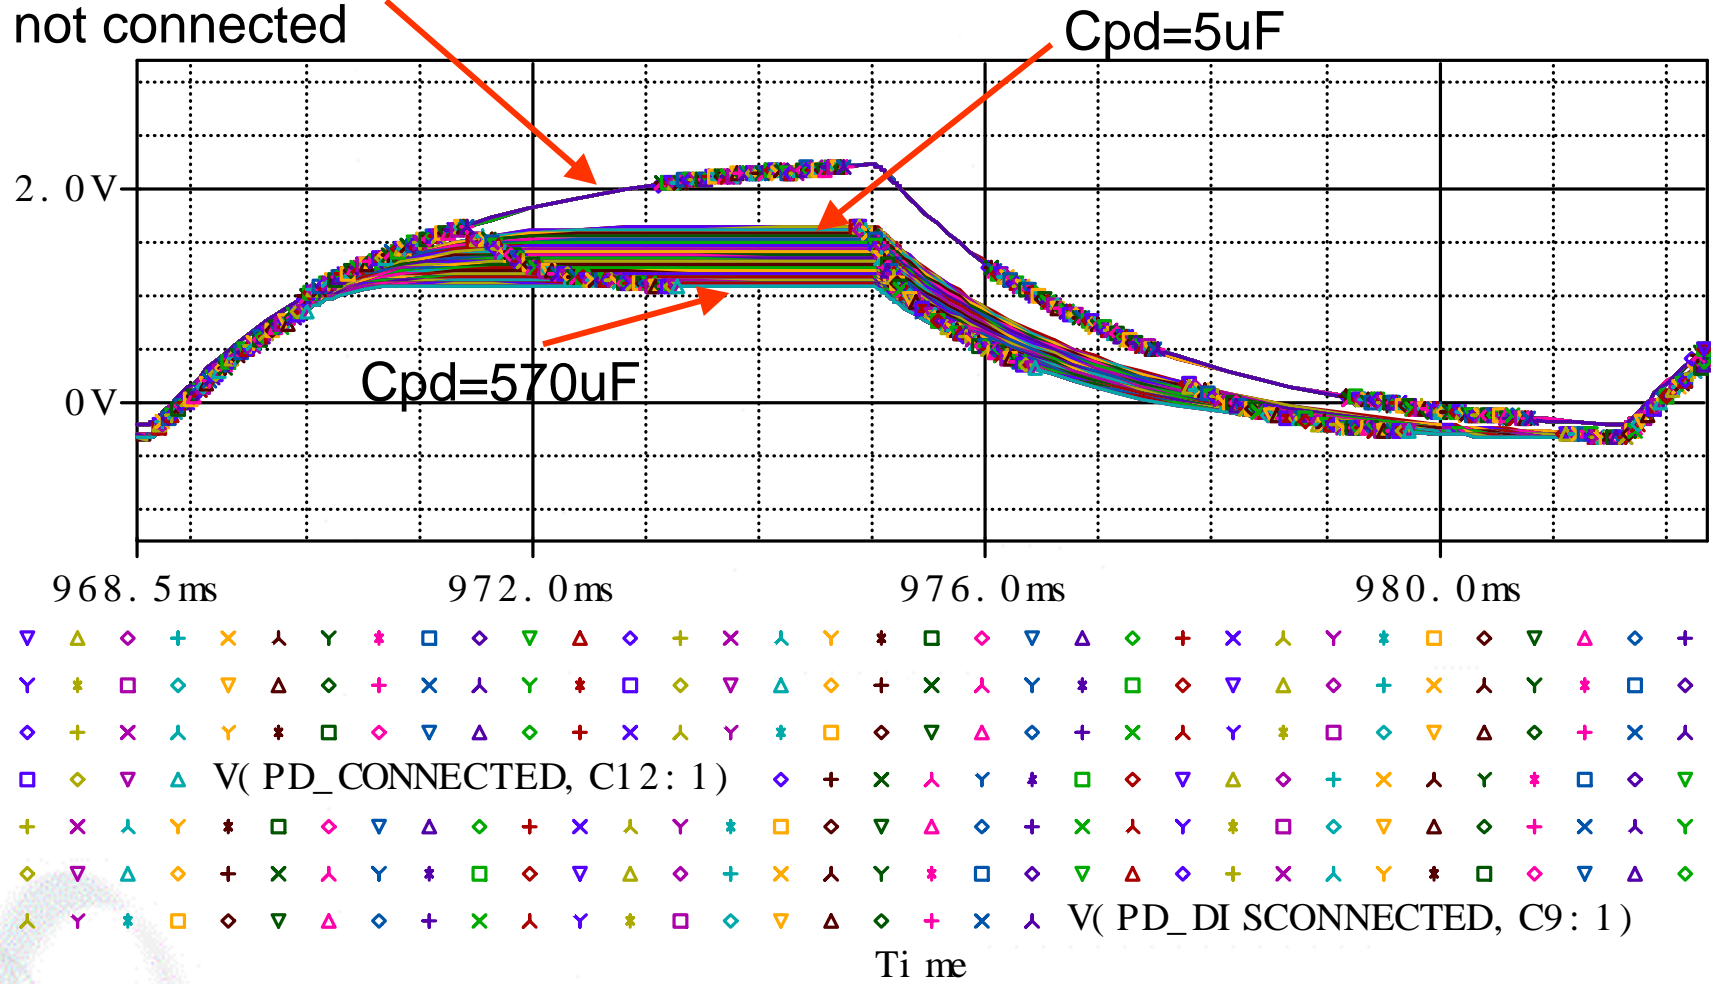 not connected
Cpd=5uF
2.0V
Cpd=570uF
0V
968.5ms 972.0ms 976.0ms 980.0ms
V(PD_CONNECTED,C12:1)
V(PD_DISCONNECTED,C9:1)
Time